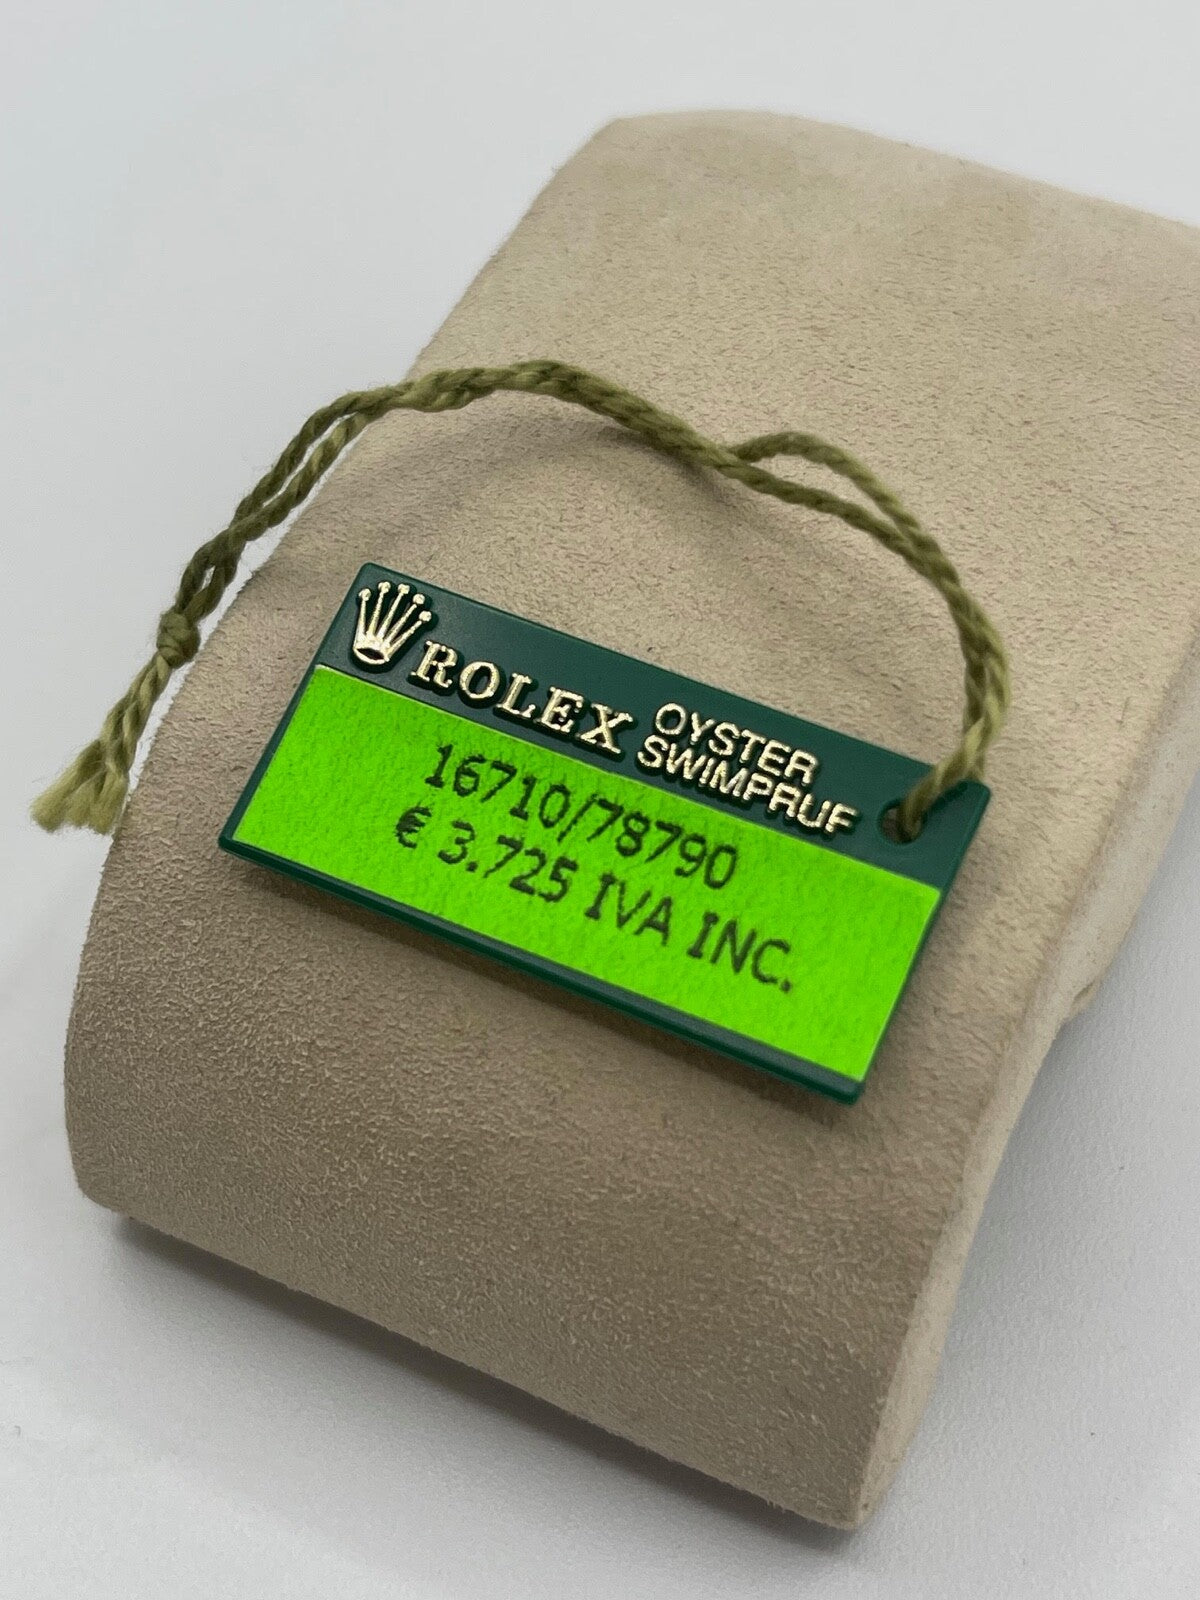 ROLEX OYSTER SWIMPRUF
16710/78790
€ 3.725 IVA INC.